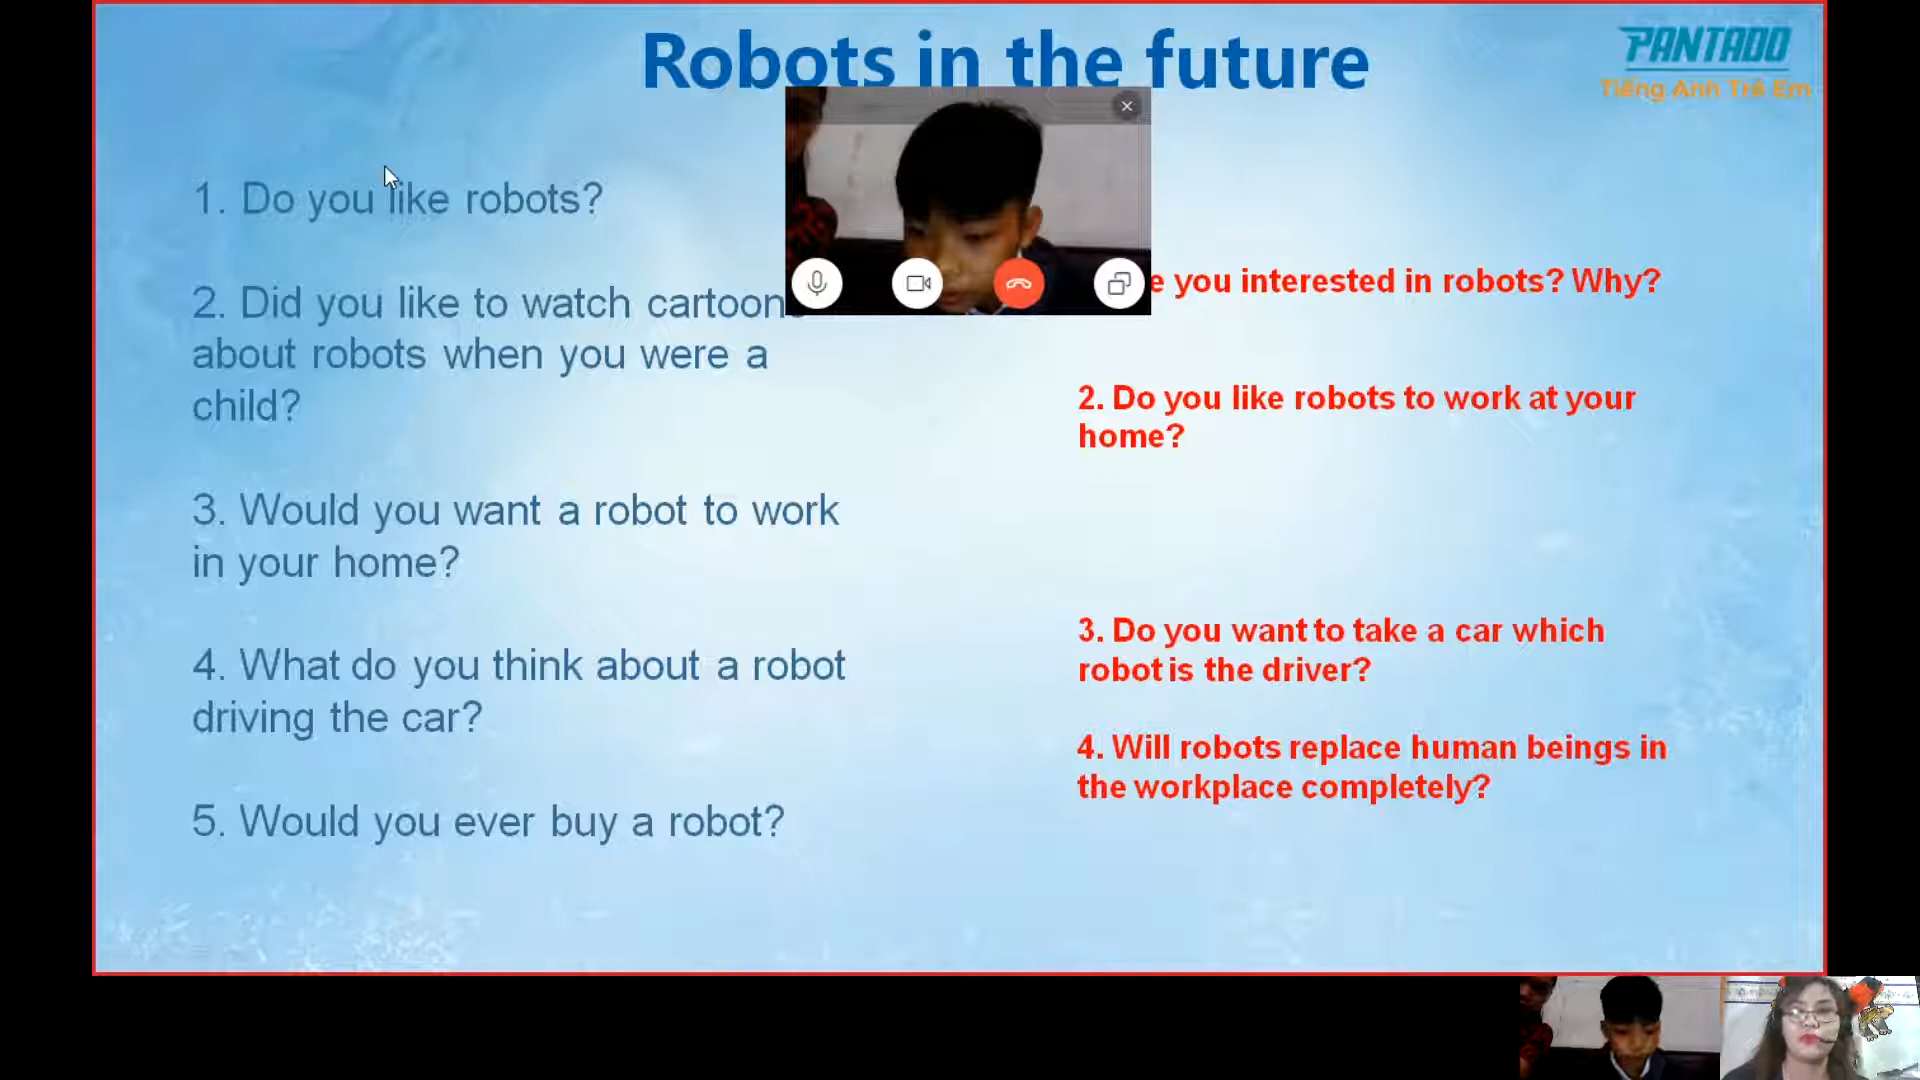 Robots in the future
PANTADO
Tiếng Anh Trẻ Em
1. Do you like robots?
2. Did you like to watch cartoons
about robots when you were a
child?
3. Would you want a robot to work
in your home?
4. What do you think about a robot
driving the car?
5. Would you ever buy a robot?
e you interested in robots? Why?
2. Do you like robots to work at your
home?
3. Do you want to take a car which
robot is the driver?
4. Will robots replace human beings in
the workplace completely?